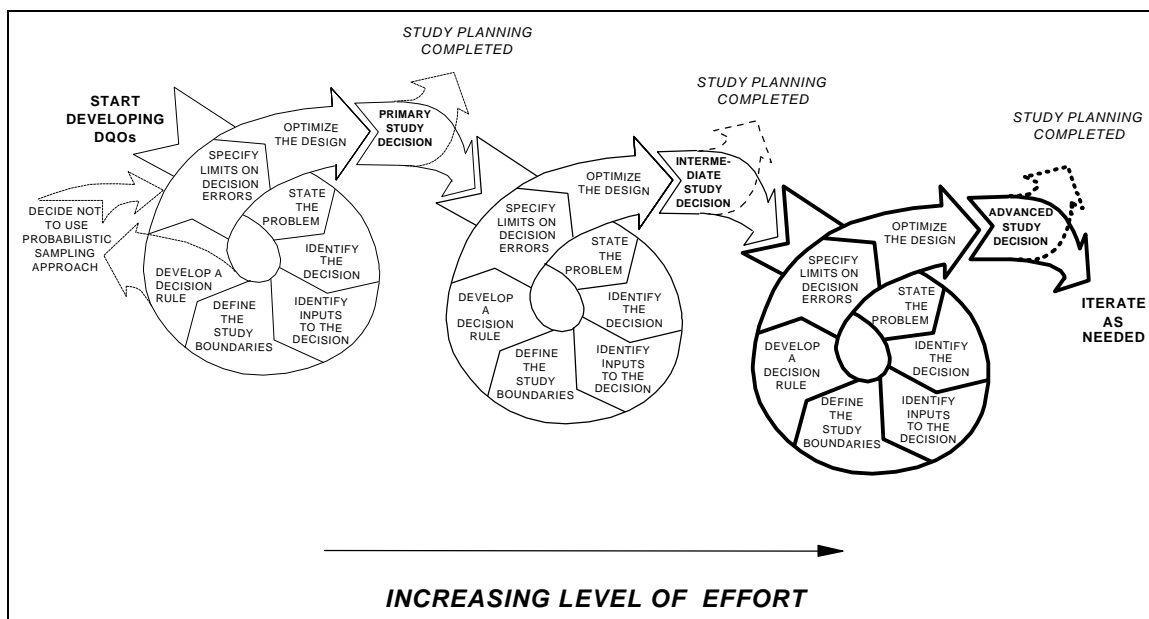 STUDY PLANNING
COMPLETED
START
DEVELOPING
DQOs
DECIDE NOT
TO USE
PROBABILISTIC
SAMPLING
APPROACH
OPTIMIZE
THE DESIGN
PRIMARY
STUDY
DECISION
SPECIFY
LIMITS ON
DECISION
ERRORS
STATE
THE
PROBLEM
IDENTIFY
THE
DECISION
IDENTIFY
INPUTS
TO THE
DECISION
DEFINE
THE
STUDY
BOUNDARIES
DEVELOP A
DECISION
RULE
STUDY PLANNING
COMPLETED
OPTIMIZE
THE DESIGN
INTERME-
DIATE
STUDY
DECISION
SPECIFY
LIMITS ON
DECISION
ERRORS
STATE
THE
PROBLEM
IDENTIFY
THE
DECISION
IDENTIFY
INPUTS
TO THE
DECISION
DEFINE
THE
STUDY
BOUNDARIES
DEVELOP
A
DECISION
RULE
STUDY PLANNING
COMPLETED
OPTIMIZE
THE DESIGN
ADVANCED
STUDY
DECISION
SPECIFY
LIMITS ON
DECISION
ERRORS
STATE
THE
PROBLEM
IDENTIFY
THE
DECISION
IDENTIFY
INPUTS
TO THE
DECISION
DEFINE
THE
STUDY
BOUNDARIES
DEVELOP
A
DECISION
RULE
ITERATE
AS
NEEDED
INCREASING LEVEL OF EFFORT